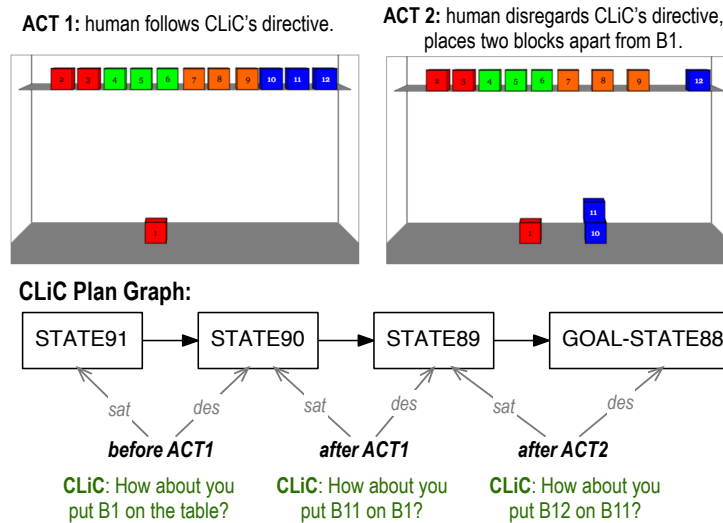 ACT 1: human follows CLiC's directive.
ACT 2: human disregards CLiC's directive,
places two blocks apart from B1.
2 3 4 5 6 7 8 9 10 11 12
1
2 3 4 5 6 7 8 9 12
11
1 10
CLiC Plan Graph:
STATE91 STATE90 STATE89 GOAL-STATE88
sat des sat des sat des
before ACT1 after ACT1 after ACT2
CLiC: How about you CLiC: How about you CLiC: How about you
put B1 on the table? put B11 on B1? put B12 on B11?